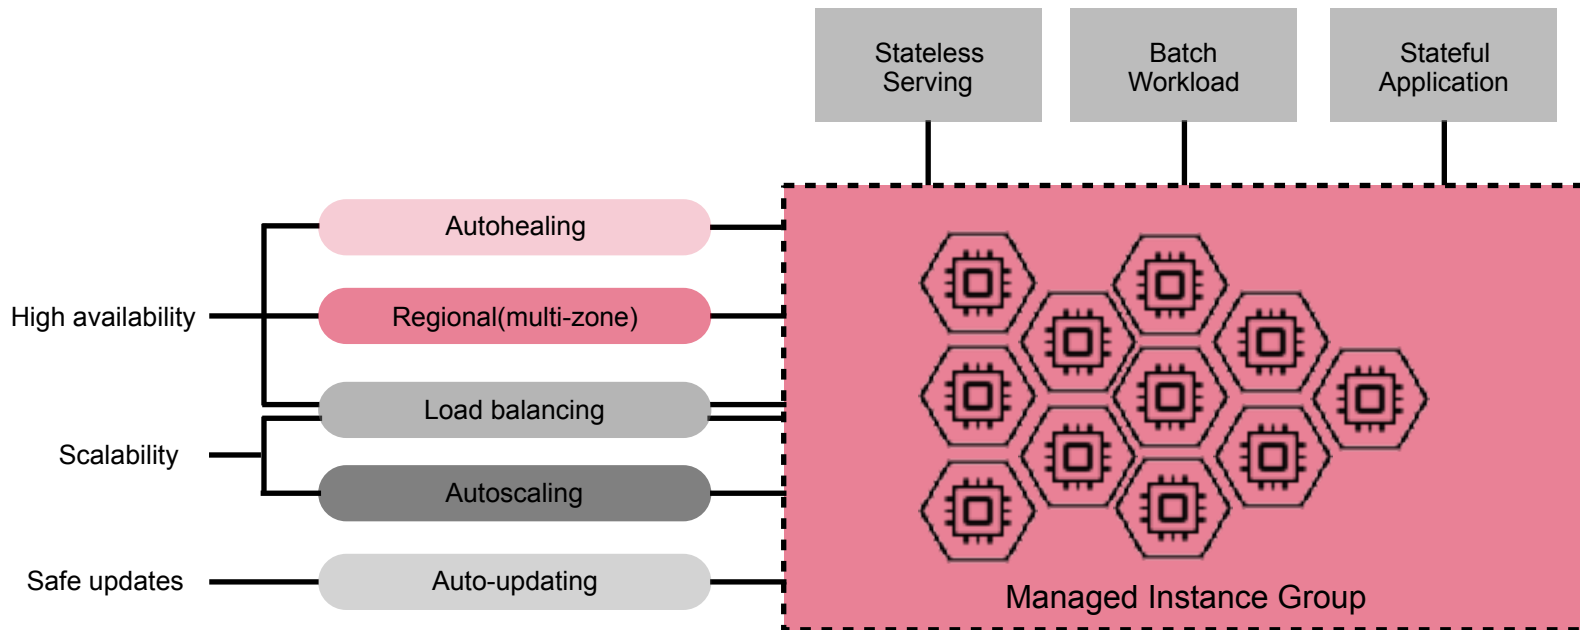 Stateless
Serving
Batch
Workload
Stateful
Application
Autohealing
High availability
Regional(multi-zone)
Load balancing
Scalability
Autoscaling
Safe updates
Auto-updating
Managed Instance Group